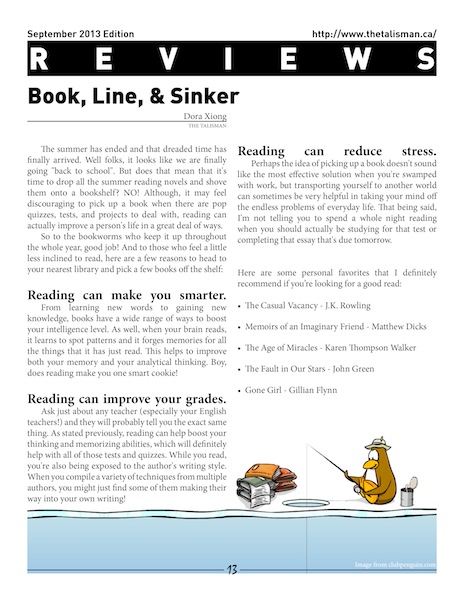 September 2013 Edition
http://www.thetalisman.ca/
REVIEWS
Book, Line, & Sinker
Dora Xiong
THE TALISMAN
The summer has ended and that dreaded time has
finally arrived. Well folks, it looks like we are finally
going "back to school". But does that mean that it's
time to drop all the summer reading novels and shove
them onto a bookshelf? NO! Although, it may feel
discouraging to pick up a book when there are pop
quizzes, tests, and projects to deal with, reading can
actually improve a person's life in a great deal of ways.
So to the bookworms who keep it up throughout
the whole year, good job! And to those who feel a little
less inclined to read, here are a few reasons to head to
your nearest library and pick a few books off the shelf:
Reading can make you smarter.
From learning new words to gaining new
knowledge, books have a wide range of ways to boost
your intelligence level. As well, when your brain reads,
it learns to spot patterns and it forges memories for all
the things that it has just read. This helps to improve
both your memory and your analytical thinking. Boy,
does reading make you one smart cookie!
Reading can improve your grades.
Ask just about any teacher (especially your English
teachers!) and they will probably tell you the exact same
thing. As stated previously, reading can help boost your
thinking and memorizing abilities, which will definitely
help with all of those tests and quizzes. While you read,
you're also being exposed to the author's writing style.
When you compile a variety of techniques from multiple
authors, you might just find some of them making their
way into your own writing!
Reading can reduce stress.
Perhaps the idea of picking up a book doesn't sound
like the most effective solution when you're swamped
with work, but transporting yourself to another world
can sometimes be very helpful in taking your mind off
the endless problems of everyday life. That being said,
I'm not telling you to spend a whole night reading
when you should actually be studying for that test or
completing that essay that's due tomorrow.
Here are some personal favorites that I definitely
recommend if you're looking for a good read:
• The Casual Vacancy - J.K. Rowling
• Memoirs of an Imaginary Friend - Matthew Dicks
• The Age of Miracles - Karen Thompson Walker
• The Fault in Our Stars - John Green
• Gone Girl - Gillian Flynn
Image from clubpenguin.com
13